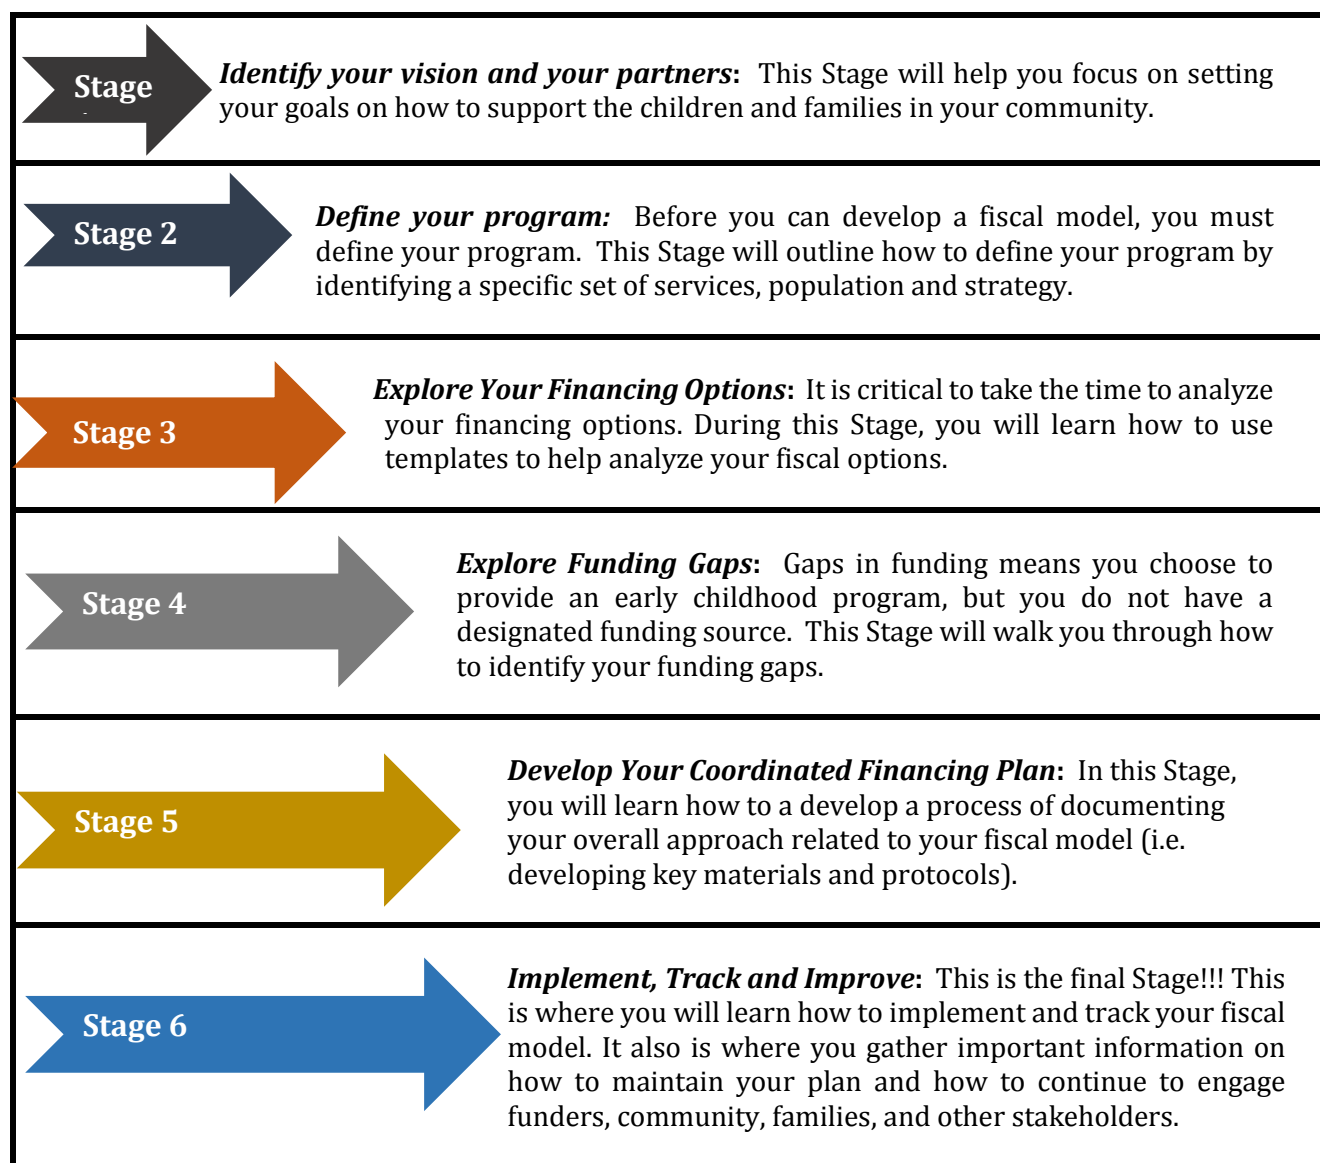 Stage
Identify your vision and your partners: This Stage will help you focus on setting
your goals on how to support the children and families in your community.
Stage 2
Define your program: Before you can develop a fiscal model, you must
define your program. This Stage will outline how to define your program by
identifying a specific set of services, population and strategy.
Stage 3
Explore Your Financing Options: It is critical to take the time to analyze
your financing options. During this Stage, you will learn how to use
templates to help analyze your fiscal options.
Stage 4
Explore Funding Gaps: Gaps in funding means you choose to
provide an early childhood program, but you do not have a
designated funding source. This Stage will walk you through how
to identify your funding gaps.
Stage 5
Develop Your Coordinated Financing Plan: In this Stage,
you will learn how to a develop a process of documenting
your overall approach related to your fiscal model (i.e.
developing key materials and protocols).
Stage 6
Implement, Track and Improve: This is the final Stage!!! This
is where you will learn how to implement and track your fiscal
model. It also is where you gather important information on
how to maintain your plan and how to continue to engage
funders, community, families, and other stakeholders.